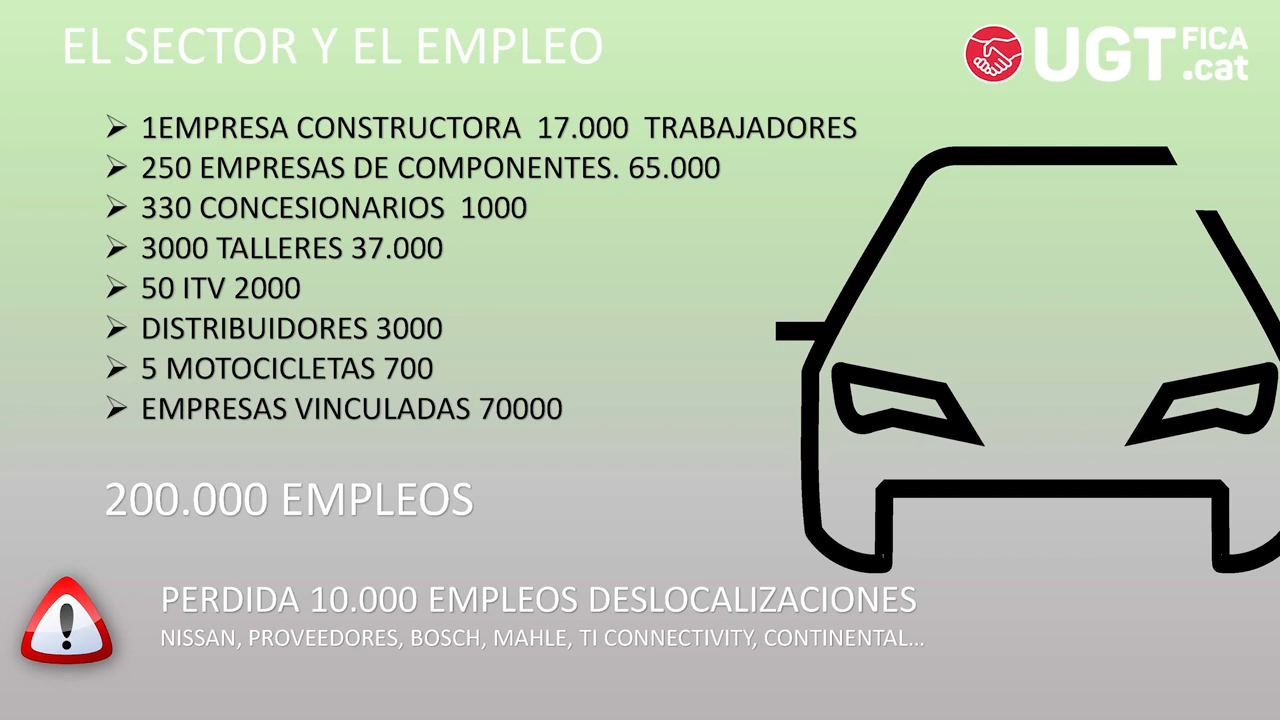 EL SECTOR Y EL EMPLEO
UGT FICA
.cat
1EMPRESA CONSTRUCTORA 17.000 TRABAJADORES
250 EMPRESAS DE COMPONENTES. 65.000
330 CONCESIONARIOS 1000
3000 TALLERES 37.000
50 ITV 2000
DISTRIBUIDORES 3000
5 MOTOCICLETAS 700
EMPRESAS VINCULADAS 70000
200.000 EMPLEOS
PERDIDA 10.000 EMPLEOS DESLOCALIZACIONES
NISSAN, PROVEEDORES, BOSCH, MAHLE, TI CONNECTIVITY, CONTINENTAL...